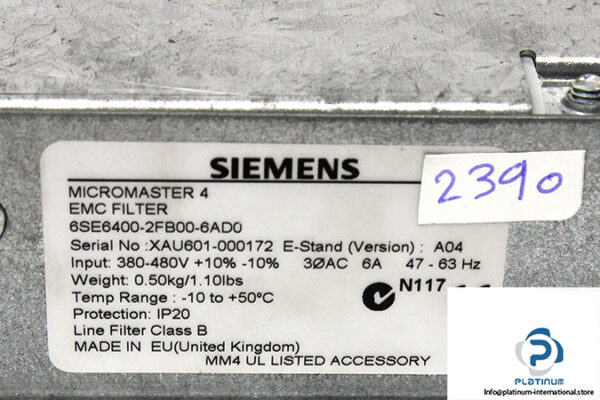 SIEMENS
MICROMASTER 4
EMC FILTER
6SE6400-2FB00-6AD0
Serial No :XAU601-000172 E-Stand (Version) : A04
Input: 380-480V +10% -10% 3ØAC 6A 47 - 63 Hz
Weight: 0.50kg/1.10lbs
Temp Range : -10 to +50°C
Protection: IP20
Line Filter Class B
MADE IN EU(United Kingdom)
MM4 UL LISTED ACCESSORY
N117
2390
PLATINUM
Info@platinum-international.store